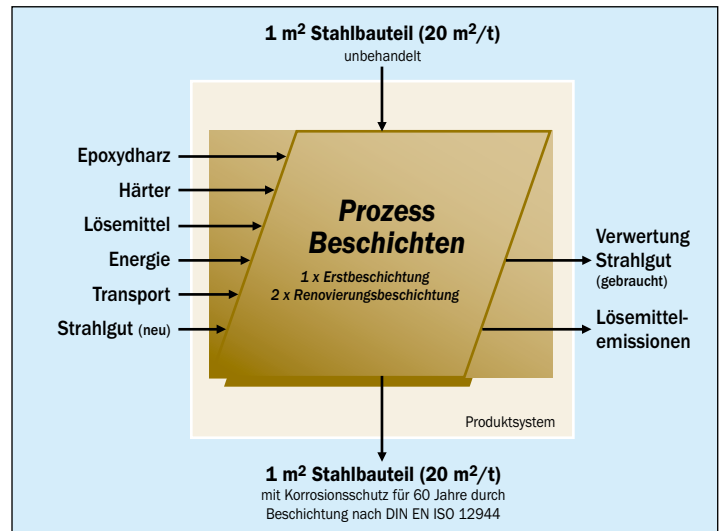 1 m² Stahlbauteil (20 m²/t)
unbehandelt
Epoxydharz
Härter
Lösemittel
Energie
Transport
Strahlgut (neu)
Prozess
Beschichten
1 x Erstbeschichtung
2 x Renovierungsbeschichtung
Verwertung
Strahlgut
(gebraucht)
Lösemittel-
emissionen
Produktsystem
1 m² Stahlbauteil (20 m²/t)
mit Korrosionsschutz für 60 Jahre durch
Beschichtung nach DIN EN ISO 12944